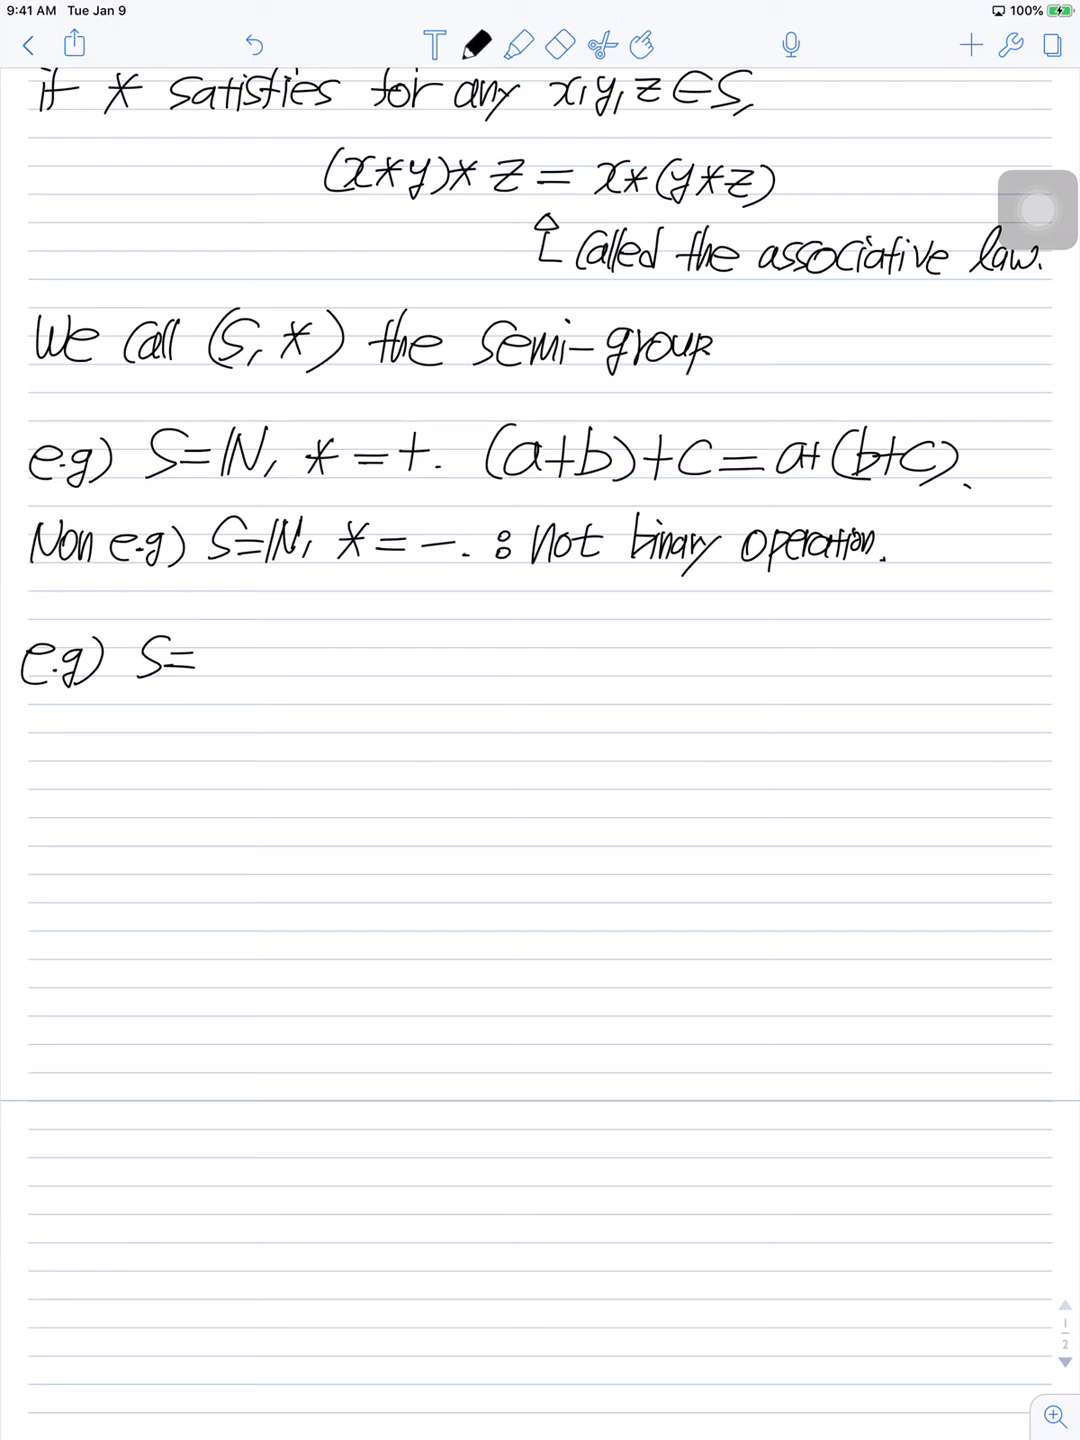 9:41 AM Tue Jan 9
100%
if * satisfies for any x, y, z ∈ S,
(x*y)* z = x*(y*z)
called the associative law.
We call (S, *) the semi-group
e.g) S=ℕ, * = +. (a+b)+c = a+(b+c).
Non e.g) S=ℕ, * = -. : not binary operation.
e.g) S=
1
2